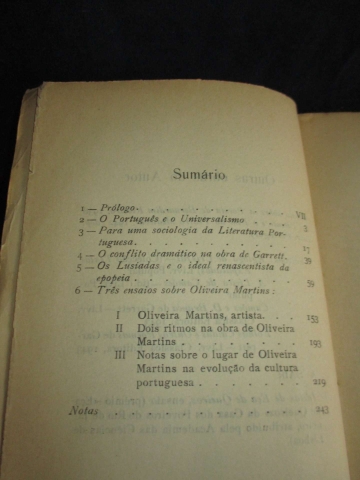 Sumário
1 — Prólogo. . . . . . . . . . . . VII
2 — O Português e o Universalismo . . . . . 5
3 — Para uma sociologia da Literatura Por-
tuguesa. . . . . . . . . . . 17
4 — O conflito dramático na obra de Garrett. 39
5 — Os Lusíadas e o ideal renascentista da
epopeia . . . . . . . . . . . 59
6 — Três ensaios sobre Oliveira Martins :
I Oliveira Martins, artista. . . . . 153
II Dois ritmos na obra de Oliveira
Martins . . . . . . . . . 193
III Notas sobre o lugar de Oliveira
Martins na evolução da cultura
portuguesa . . . . . . . . 219
Notas . . . . . . . . . . . . . 243